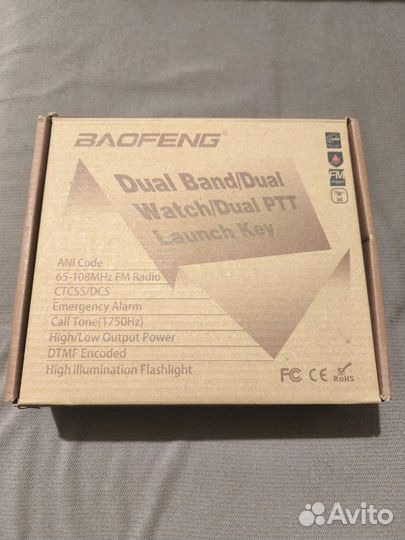 BAOFENG
Dual Band/Dual
Watch/Dual PTT
Launch Key
FM
ANI Code
65-108MHz FM Radio
CTCSS/DCS
Emergency Alarm
Call Tone(1750Hz)
High/Low Output Power
DTMF Encoded
High illumination Flashlight
FC CE RoHS
Avito